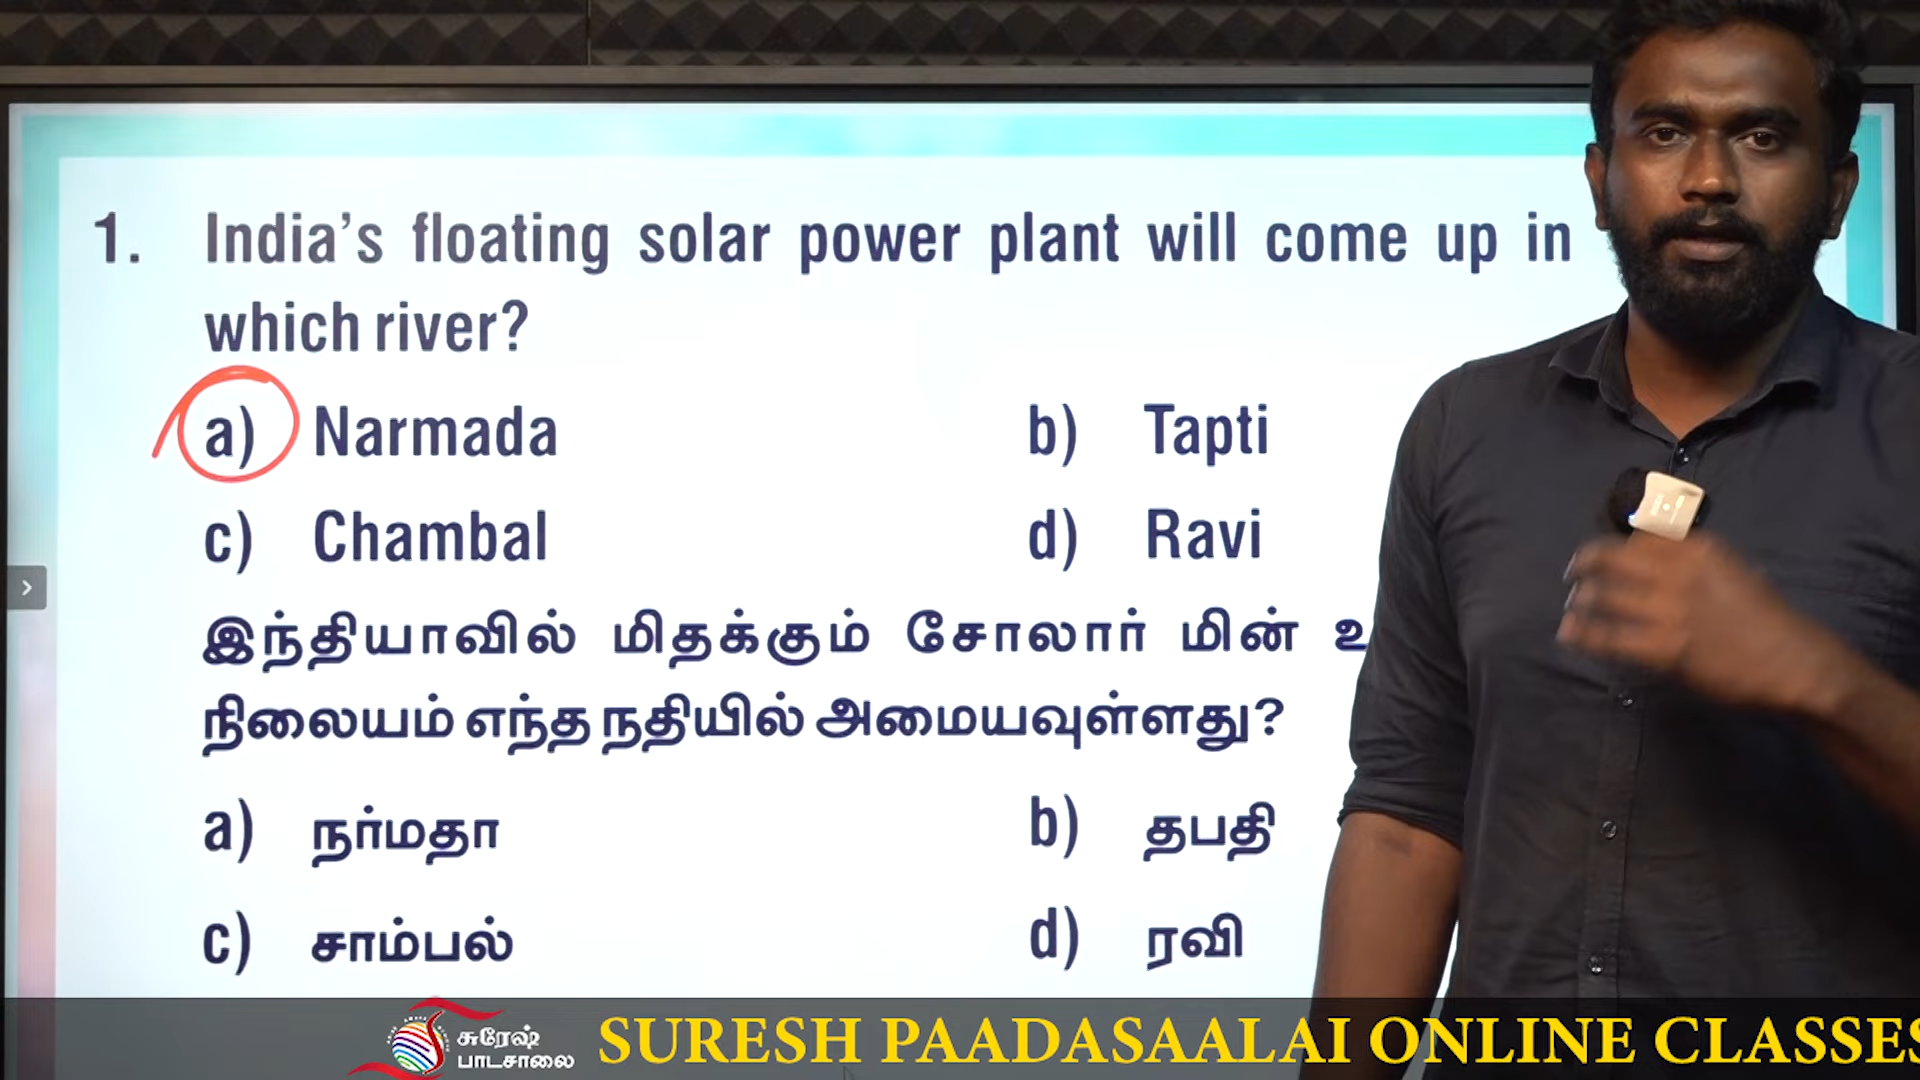 1. India's floating solar power plant will come up in
which river?
a) Narmada b) Tapti
c) Chambal d) Ravi
இந்தியாவில் மிதக்கும் சோலார் மின் உ
நிலையம் எந்த நதியில் அமையவுள்ளது?
a) நர்மதா b) தபதி
c) சாம்பல் d) ரவி
சுரேஷ்
பாடசாலை
SURESH PAADASAALAI ONLINE CLASSES